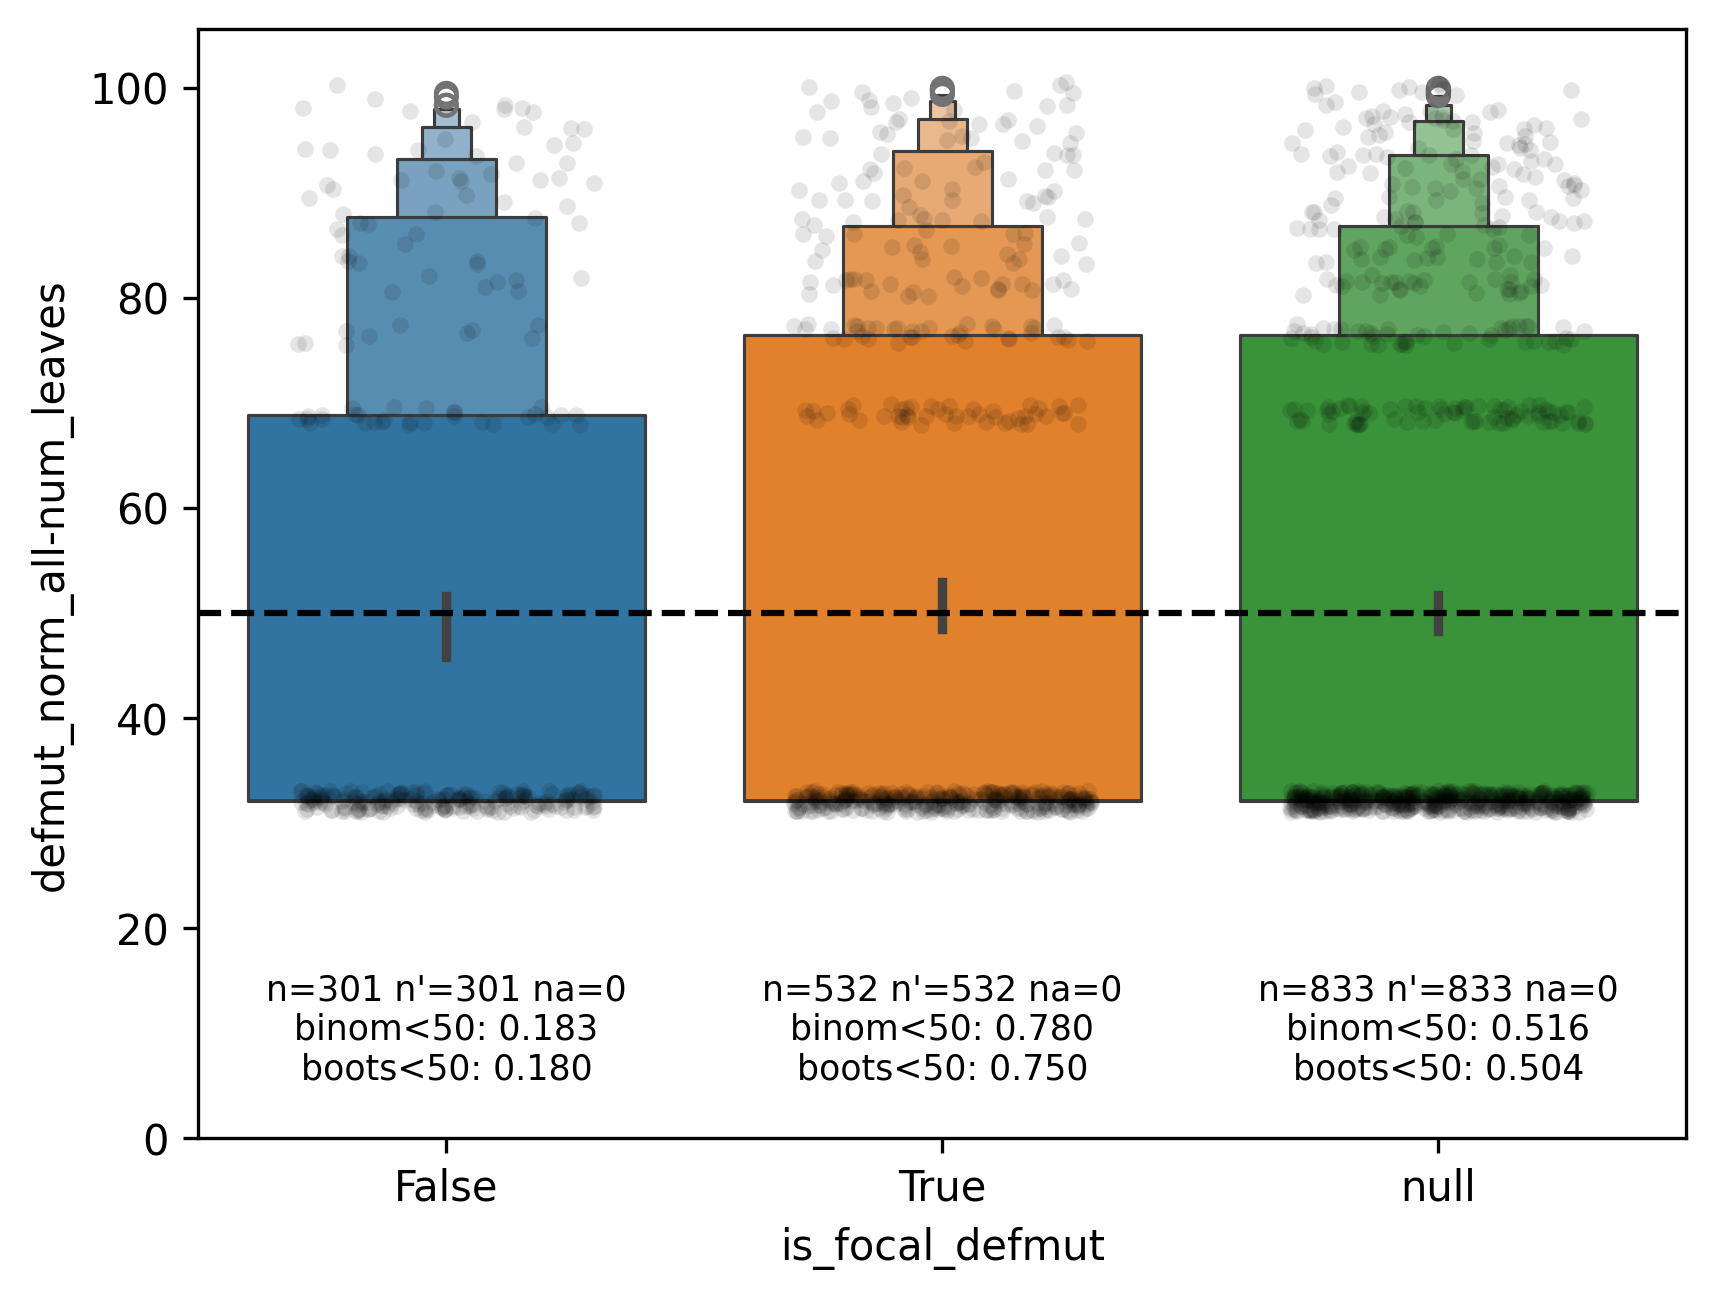 100
80
60
40
20
0
defmut_norm_all-num_leaves
n=301 n'=301 na=0
binom<50: 0.183
boots<50: 0.180
n=532 n'=532 na=0
binom<50: 0.780
boots<50: 0.750
n=833 n'=833 na=0
binom<50: 0.516
boots<50: 0.504
False
True
null
is_focal_defmut